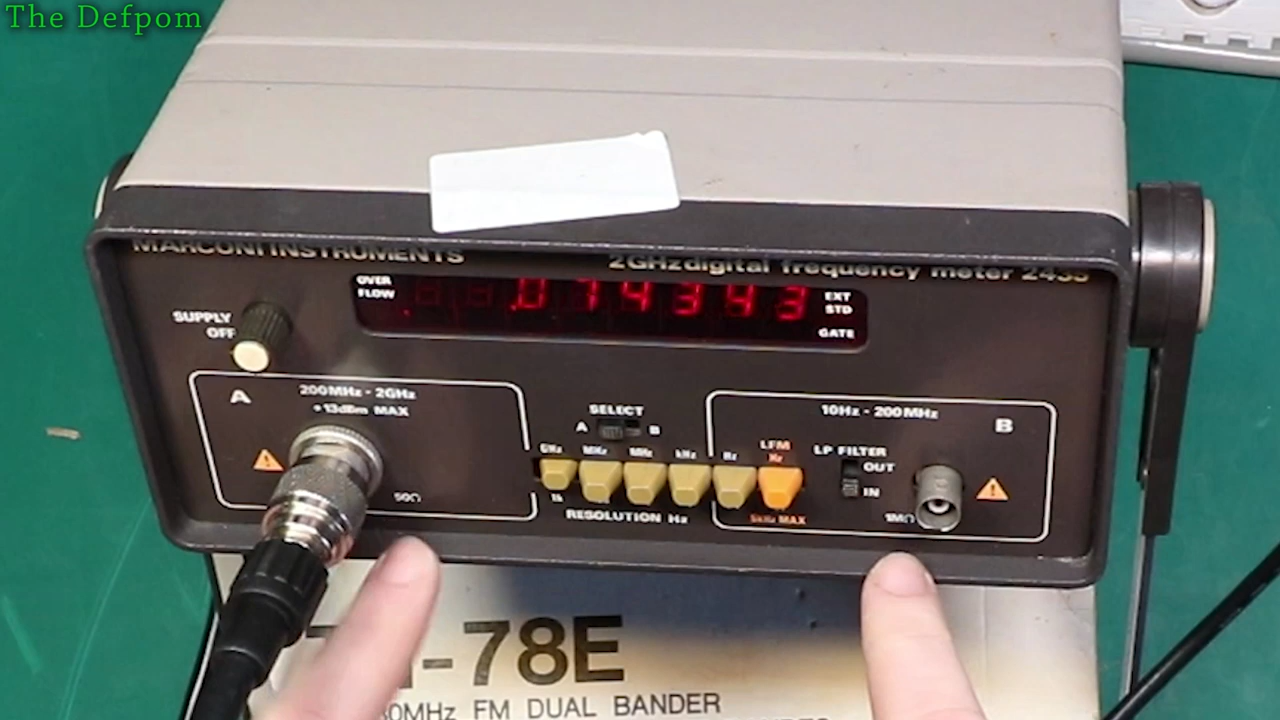 The Defpom
MARCONI INSTRUMENTS
2GHz digital frequency meter 2435
OVER
FLOW
.074343
EXT
STD
GATE
SUPPLY
OFF
A
200MHz - 2GHz
+13dBm MAX
50Ω
SELECT
A B
GHz MHz MHz kHz Hz
LFM
Hz
1k
RESOLUTION Hz
5kHz MAX
10Hz - 200MHz
B
LP FILTER
OUT
IN
1MΩ
-78E
FM DUAL BANDER